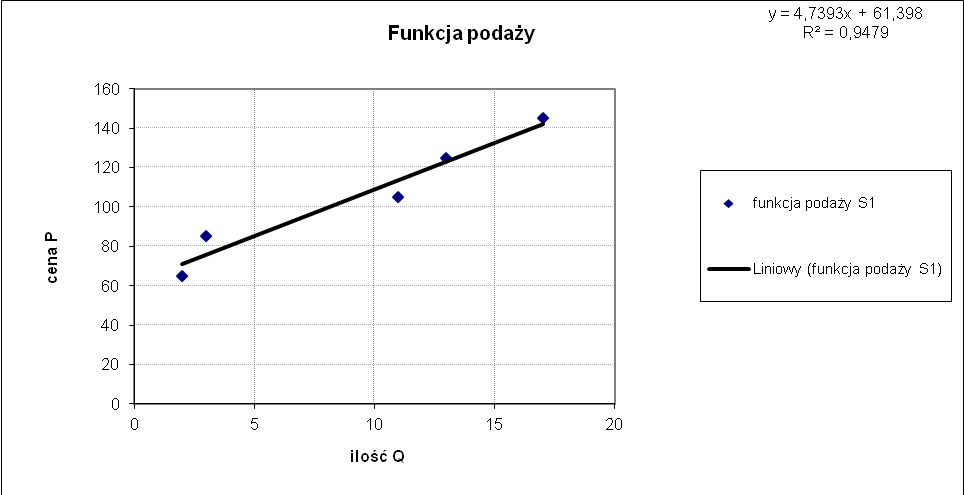 y = 4,7393x + 61,398
R² = 0,9479
Funkcja podaży
160
140
120
100
80
60
40
20
0
cena P
0 5 10 15 20
ilość Q
funkcja podaży S1
Liniowy (funkcja podaży S1)